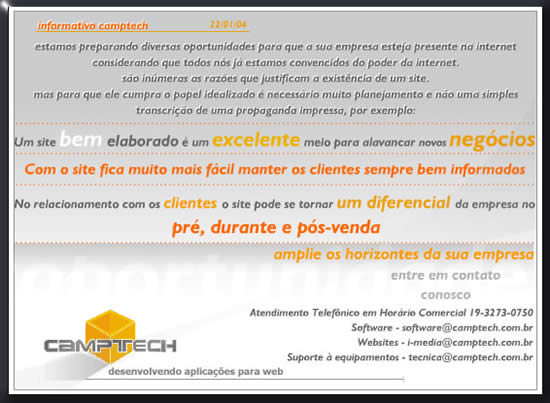 informativo camptech 22/01/04
estamos preparando diversas oportunidades para que a sua empresa esteja presente na internet
considerando que todos nós já estamos convencidos do poder da internet.
são inúmeras as razões que justificam a existência de um site.
mas para que ele cumpra o papel idealizado é necessário muito planejamento e não uma simples
transcrição de uma propaganda impressa, por exemplo:
Um site bem elaborado é um excelente meio para alavancar novos negócios
Com o site fica muito mais fácil manter os clientes sempre bem informados
No relacionamento com os clientes o site pode se tornar um diferencial da empresa no
pré, durante e pós-venda
amplie os horizontes da sua empresa
oportunidade
entre em contato
conosco
Atendimento Telefônico em Horário Comercial 19-3273-0750
Software - software@camptech.com.br
Websites - i-media@camptech.com.br
Suporte à equipamentos - tecnica@camptech.com.br
CAMPTECH
desenvolvendo aplicações para web